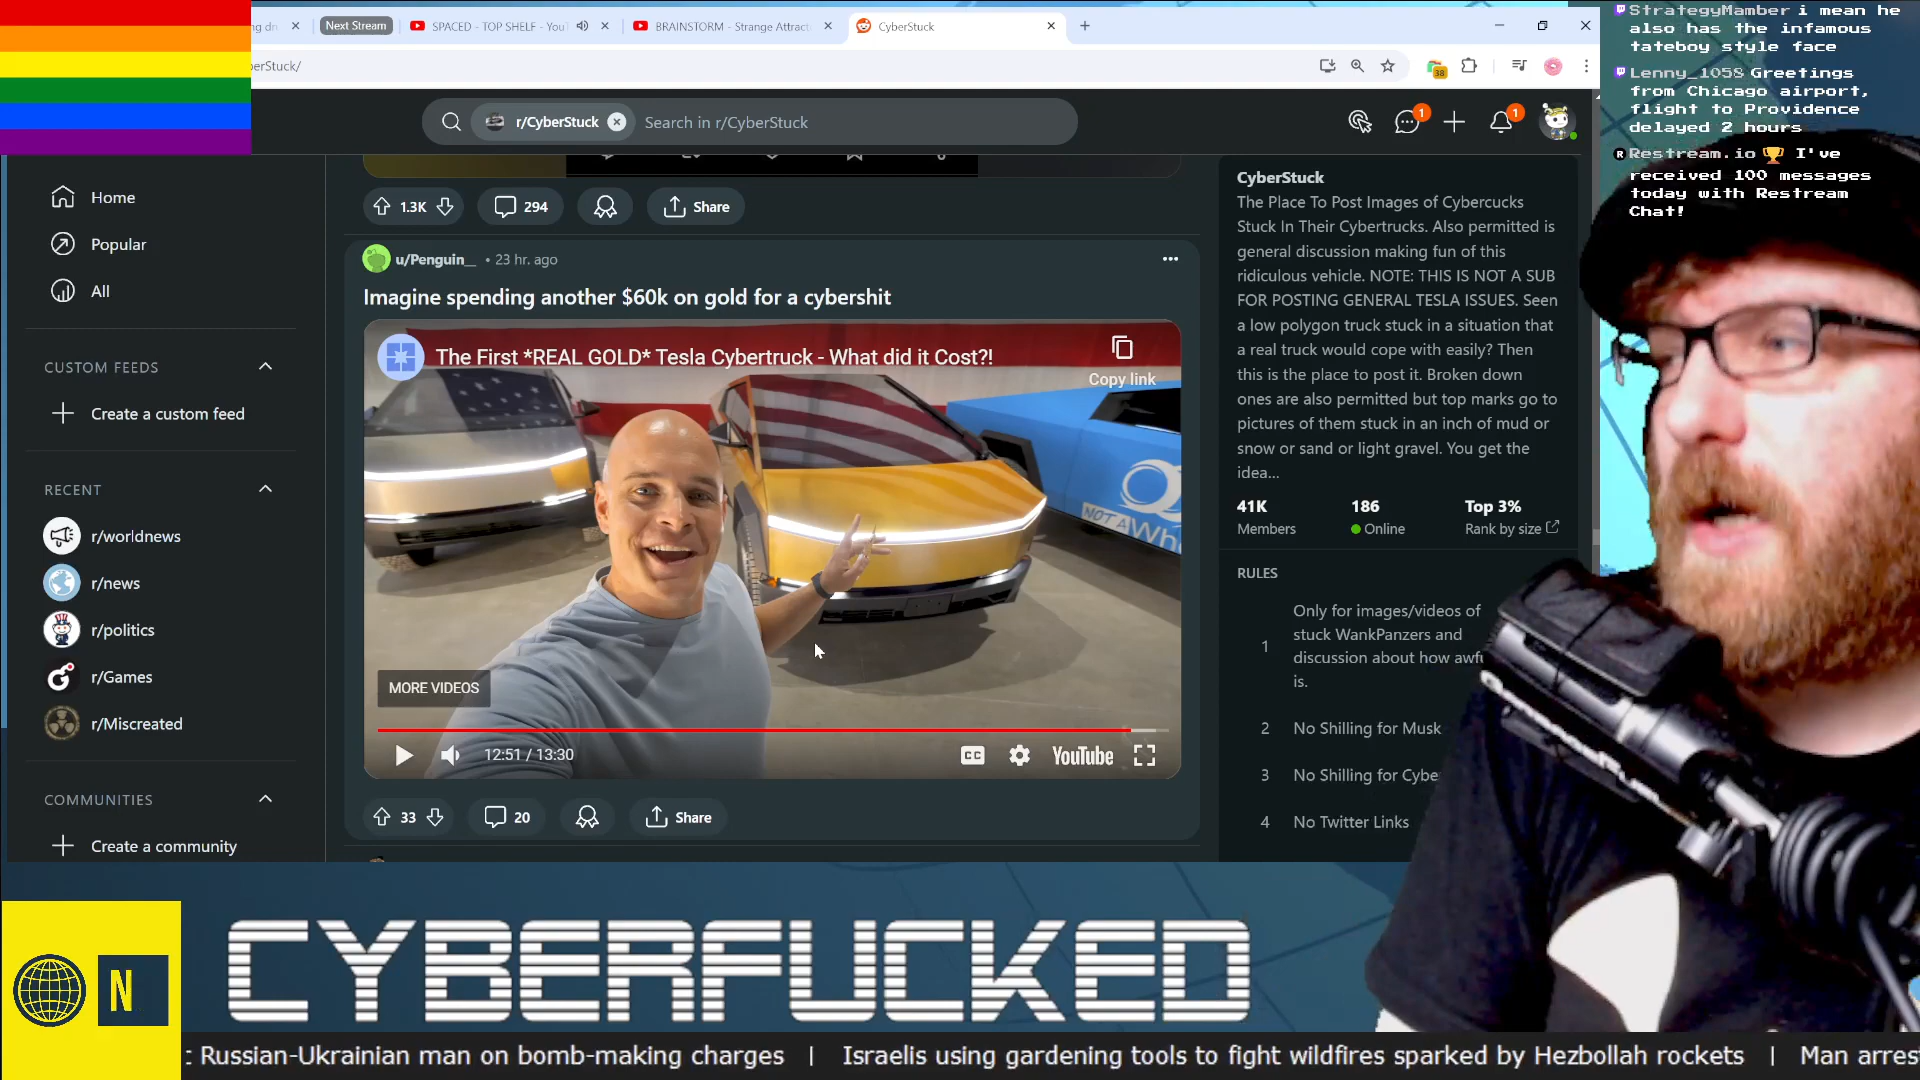 ng dr
Next Stream
SPACED - TOP SHELF - You
BRAINSTORM - Strange Attract
CyberStuck
berStuck/
38
r/CyberStuck
Search in r/CyberStuck
1
1
StrategyMamber i mean he
also has the infamous
tateboy style face
Lenny_1058 Greetings
from Chicago airport,
flight to Providence
delayed 2 hours
Restream.io 🏆 I've
received 100 messages
today with Restream
Chat!
Home
Popular
All
CUSTOM FEEDS
Create a custom feed
RECENT
r/worldnews
r/news
r/politics
r/Games
r/Miscreated
COMMUNITIES
Create a community
1.3K
294
Share
u/Penguin__ • 23 hr. ago
Imagine spending another $60k on gold for a cybershit
The First *REAL GOLD* Tesla Cybertruck - What did it Cost?!
Copy link
NOT A Wh
MORE VIDEOS
12:51 / 13:30
CC
YouTube
33
20
Share
CyberStuck
The Place To Post Images of Cybercucks
Stuck In Their Cybertrucks. Also permitted is
general discussion making fun of this
ridiculous vehicle. NOTE: THIS IS NOT A SUB
FOR POSTING GENERAL TESLA ISSUES. Seen
a low polygon truck stuck in a situation that
a real truck would cope with easily? Then
this is the place to post it. Broken down
ones are also permitted but top marks go to
pictures of them stuck in an inch of mud or
snow or sand or light gravel. You get the
idea...
41K
Members
186
Online
Top 3%
Rank by size
RULES
1
Only for images/videos of
stuck WankPanzers and
discussion about how awf
is.
2 No Shilling for Musk
3 No Shilling for Cybe
4 No Twitter Links
N
CYBERFUCKED
: Russian-Ukrainian man on bomb-making charges | Israelis using gardening tools to fight wildfires sparked by Hezbollah rockets | Man arres